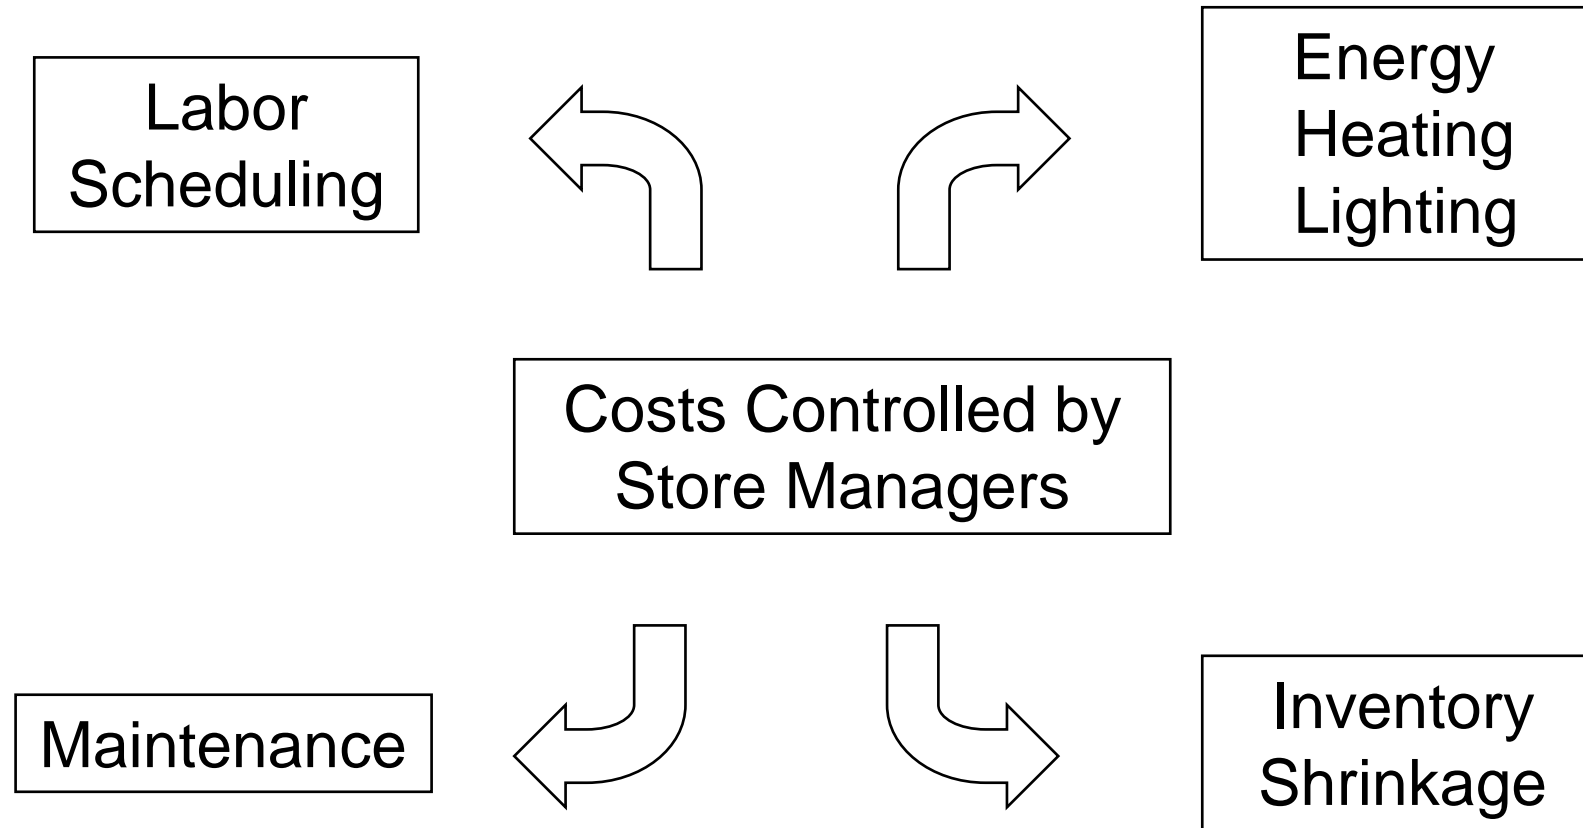 Labor
Scheduling
Energy
Heating
Lighting
Costs Controlled by
Store Managers
Maintenance
Inventory
Shrinkage